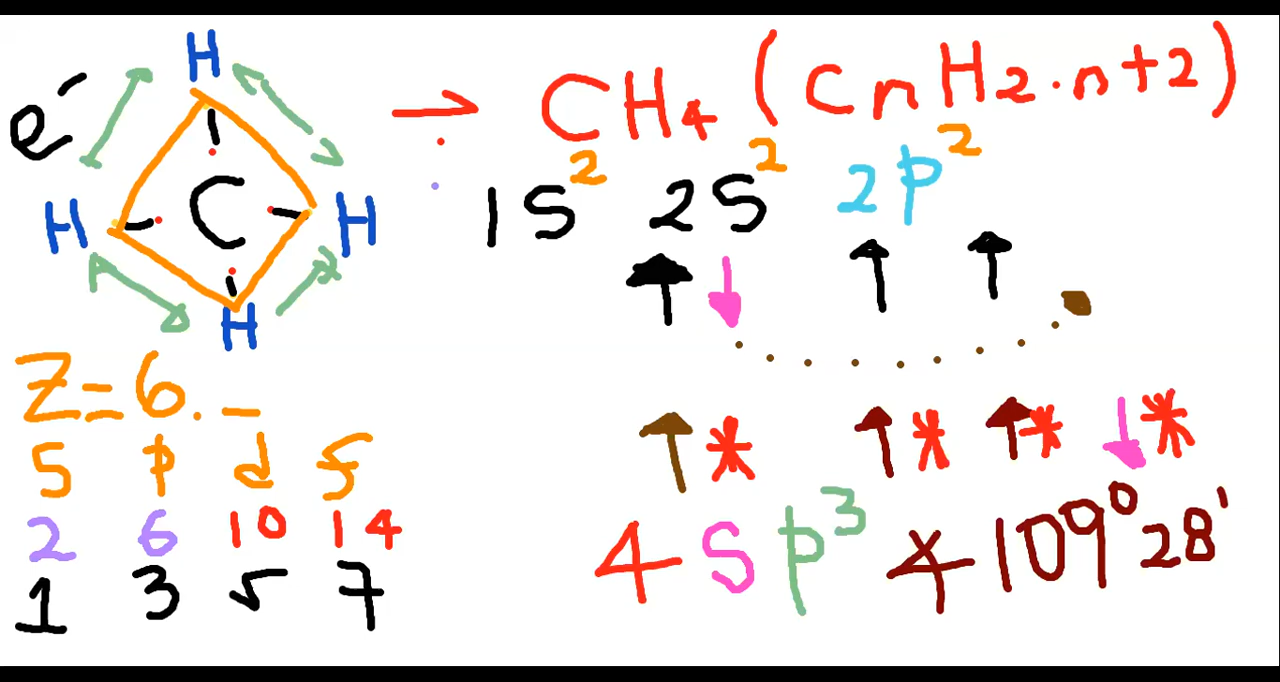 H
e⁻
H C H
H
→ CH₄ (CnH₂.n+2)
1S² 2S² 2p²
Z=6.
S p d f
2 6 10 14
1 3 5 7
4 Sp³ 109°28'